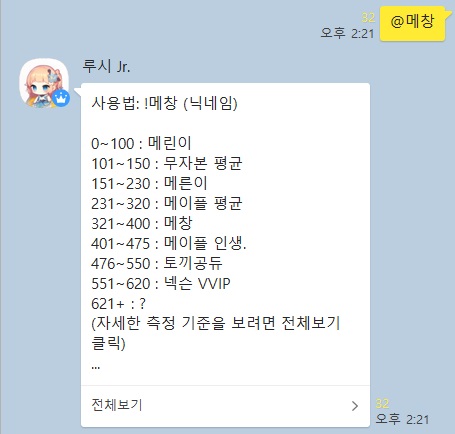 32
오후 2:21
@메창
루시 Jr.
사용법: !메창 (닉네임)
0~100 : 메린이
101~150 : 무자본 평균
151~230 : 메른이
231~320 : 메이플 평균
321~400 : 메창
401~475 : 메이플 인생.
476~550 : 토끼공듀
551~620 : 넥슨 VVIP
621+ : ?
(자세한 측정 기준을 보려면 전체보기
클릭)
...
전체보기
32
오후 2:21